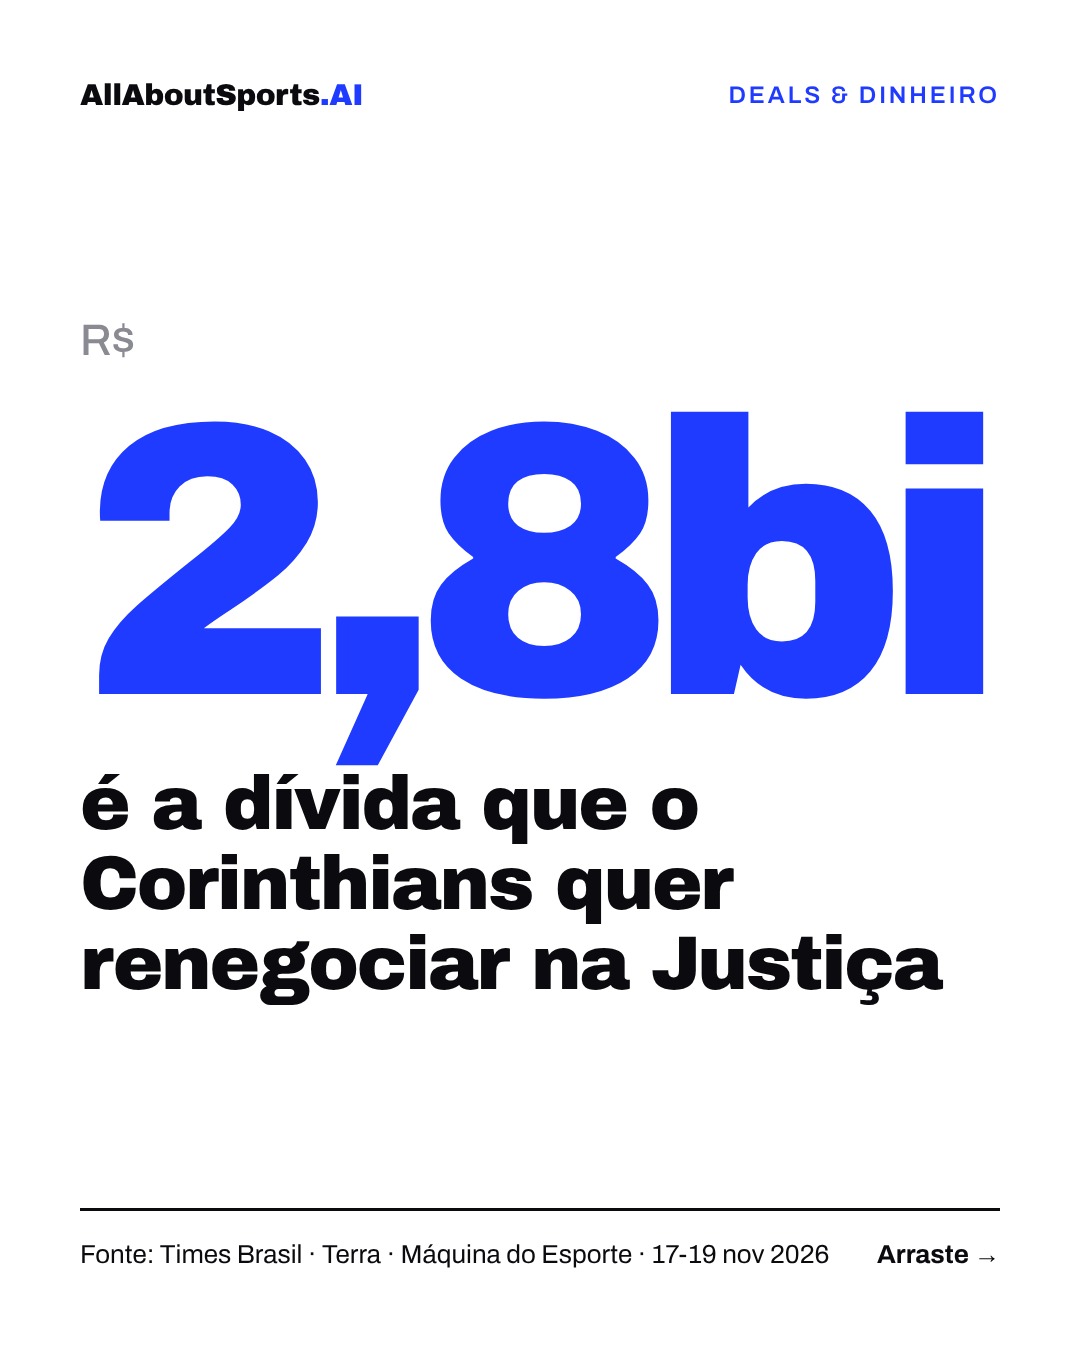 AllAboutSports.AI
DEALS & DINHEIRO
R$
2,8bi
é a dívida que o
Corinthians quer
renegociar na Justiça
Fonte: Times Brasil · Terra · Máquina do Esporte · 17-19 nov 2026
Arraste →